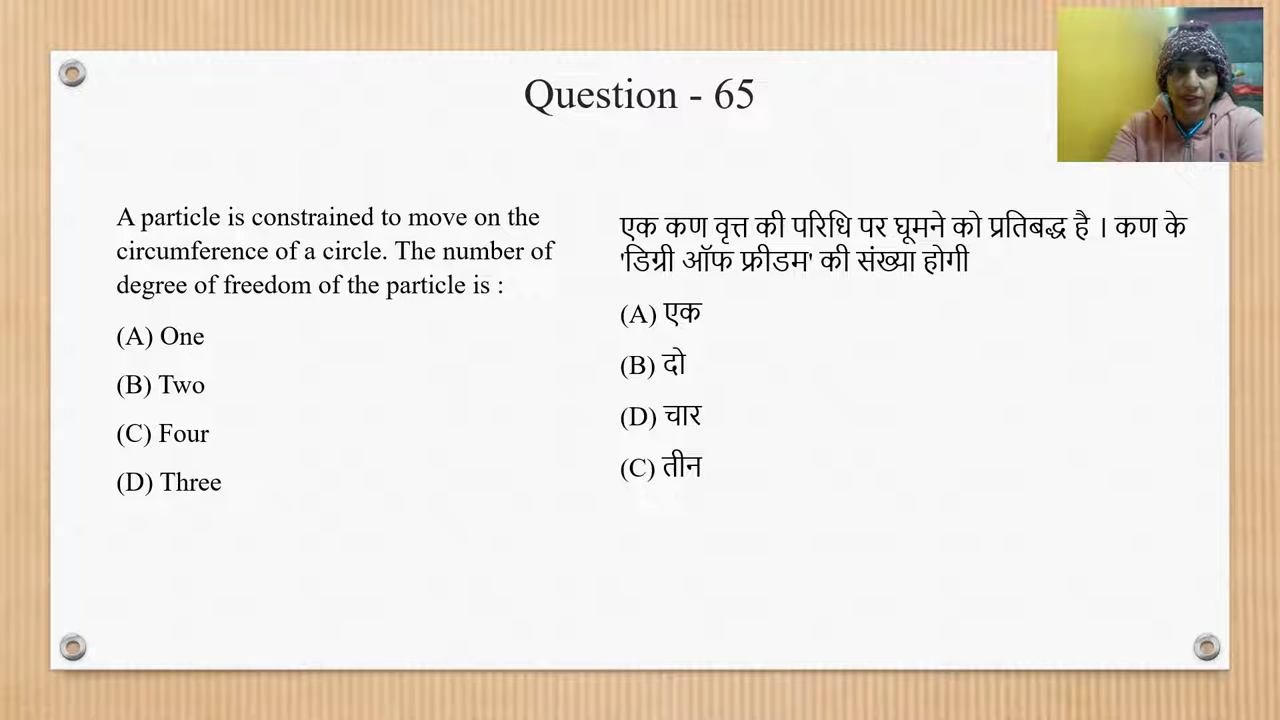 Question - 65
A particle is constrained to move on the
circumference of a circle. The number of
degree of freedom of the particle is :
(A) One
(B) Two
(C) Four
(D) Three
एक कण वृत्त की परिधि पर घूमने को प्रतिबद्ध है । कण के
'डिग्री ऑफ फ्रीडम' की संख्या होगी
(A) एक
(B) दो
(D) चार
(C) तीन